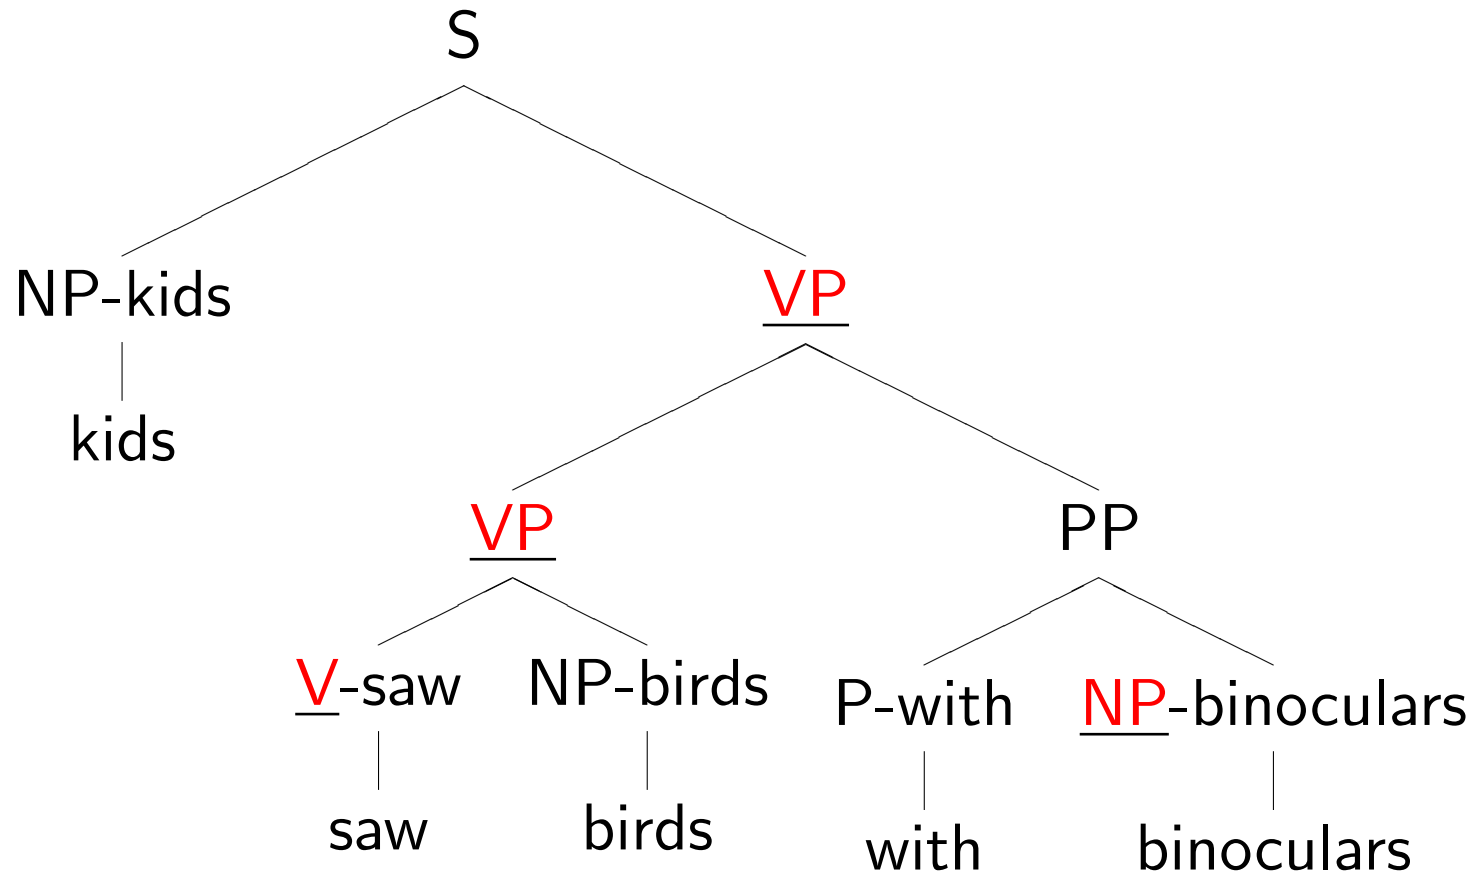 S
NP-kids VP
kids
VP PP
V-saw NP-birds P-with NP-binoculars
saw birds with binoculars